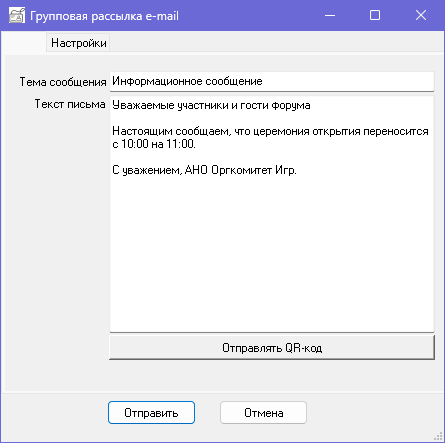 Групповая рассылка e-mail
Настройки
Тема сообщения
Информационное сообщение
Текст письма
Уважаемые участники и гости форума
Настоящим сообщаем, что церемония открытия переносится
с 10:00 на 11:00.
С уважением, АНО Оргкомитет Игр.
Отправлять QR-код
Отправить
Отмена